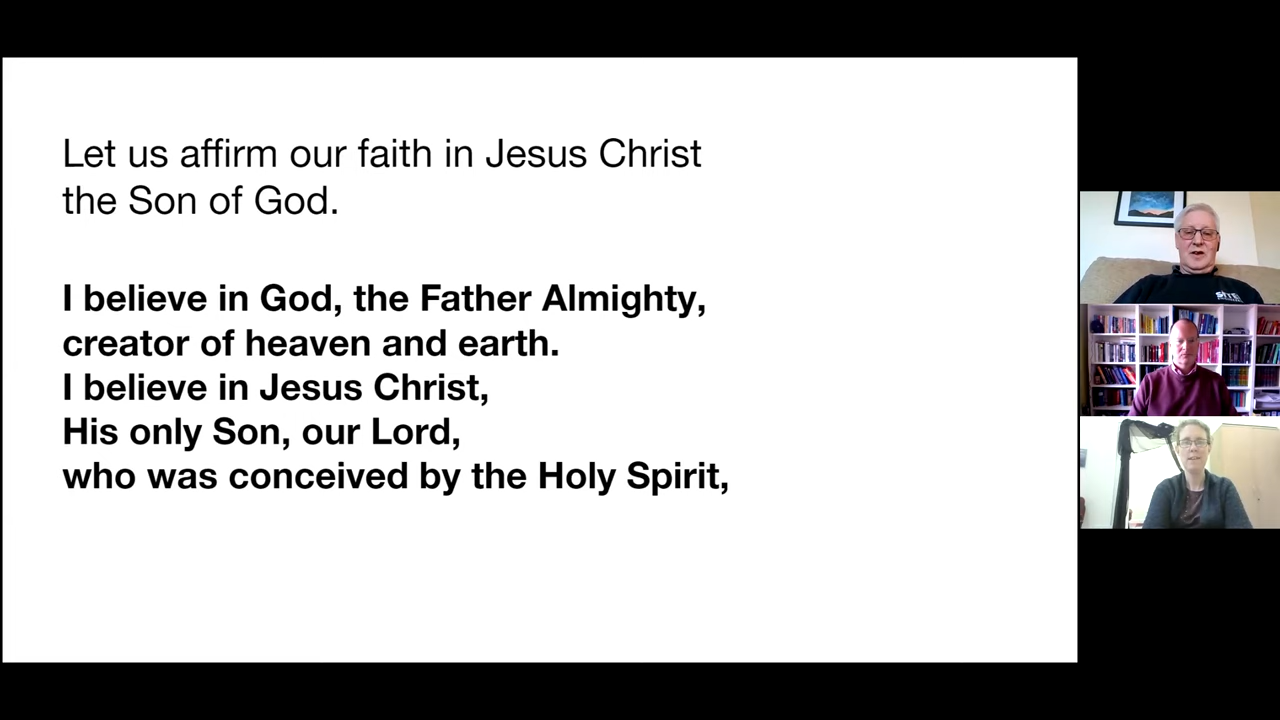 Let us affirm our faith in Jesus Christ
the Son of God.
I believe in God, the Father Almighty,
creator of heaven and earth.
I believe in Jesus Christ,
His only Son, our Lord,
who was conceived by the Holy Spirit,